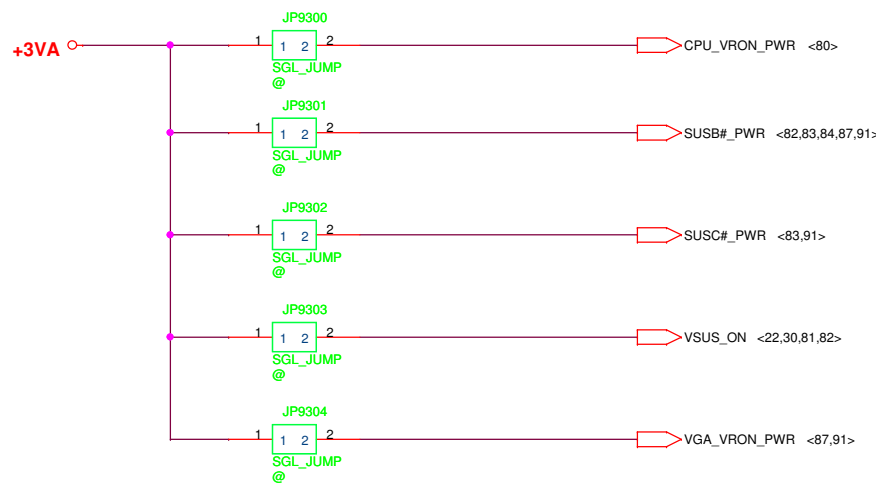 JP9300
+3VA
1 1 2 2 CPU_VRON_PWR <80>
SGL_JUMP
@
JP9301
1 1 2 2 SUSB#_PWR <82,83,84,87,91>
SGL_JUMP
@
JP9302
1 1 2 2 SUSC#_PWR <83,91>
SGL_JUMP
@
JP9303
1 1 2 2 VSUS_ON <22,30,81,82>
SGL_JUMP
@
JP9304
1 1 2 2 VGA_VRON_PWR <87,91>
SGL_JUMP
@